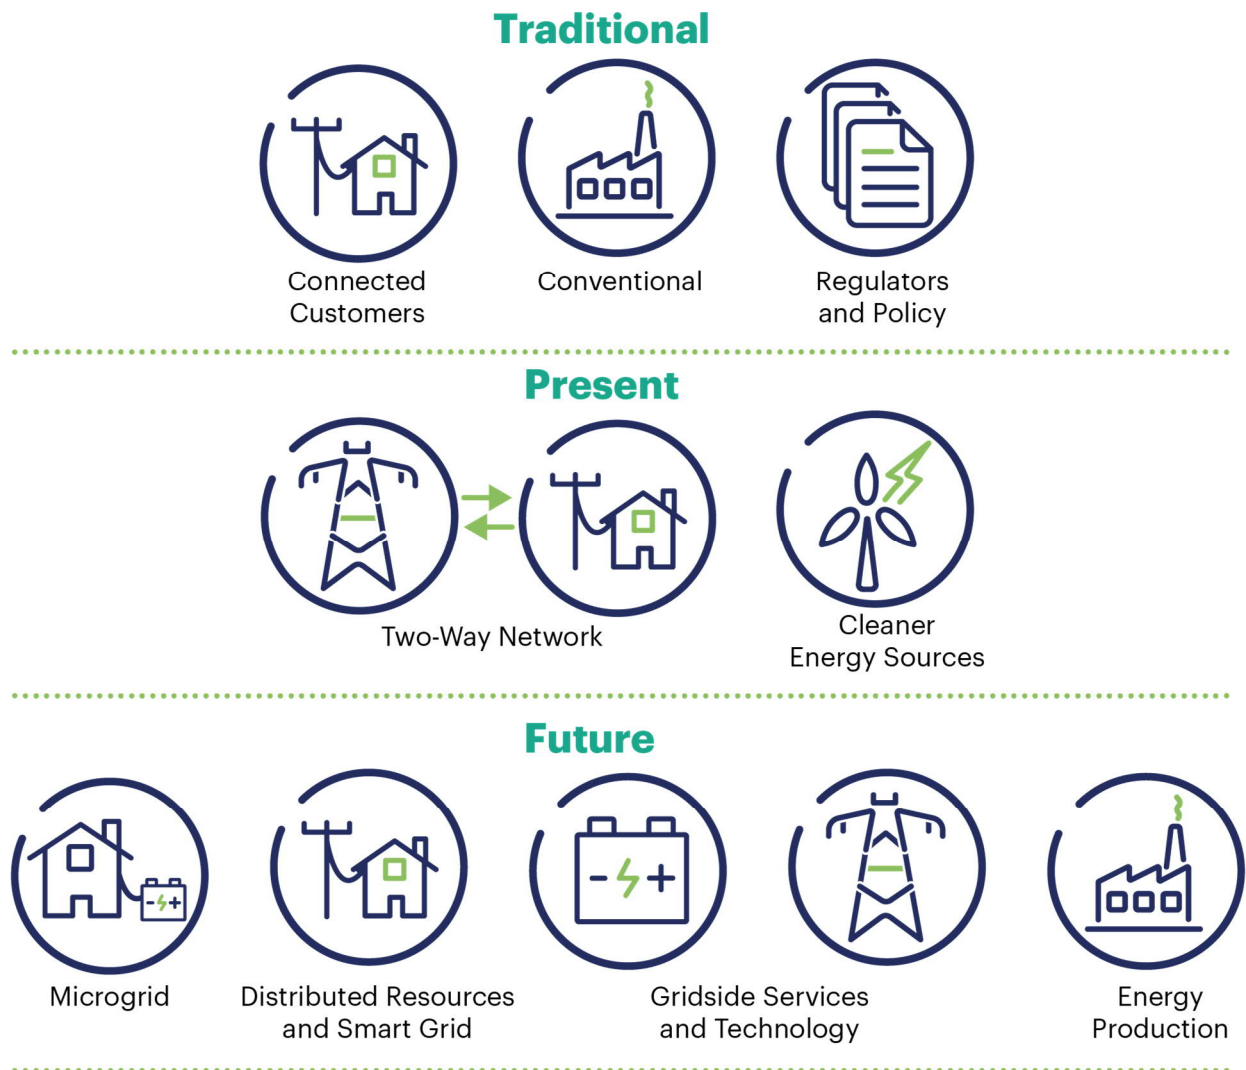 Traditional
Connected
Customers
Conventional
Regulators
and Policy
Present
Two-Way Network
Cleaner
Energy Sources
Future
Microgrid
Distributed Resources
and Smart Grid
Gridside Services
and Technology
Energy
Production